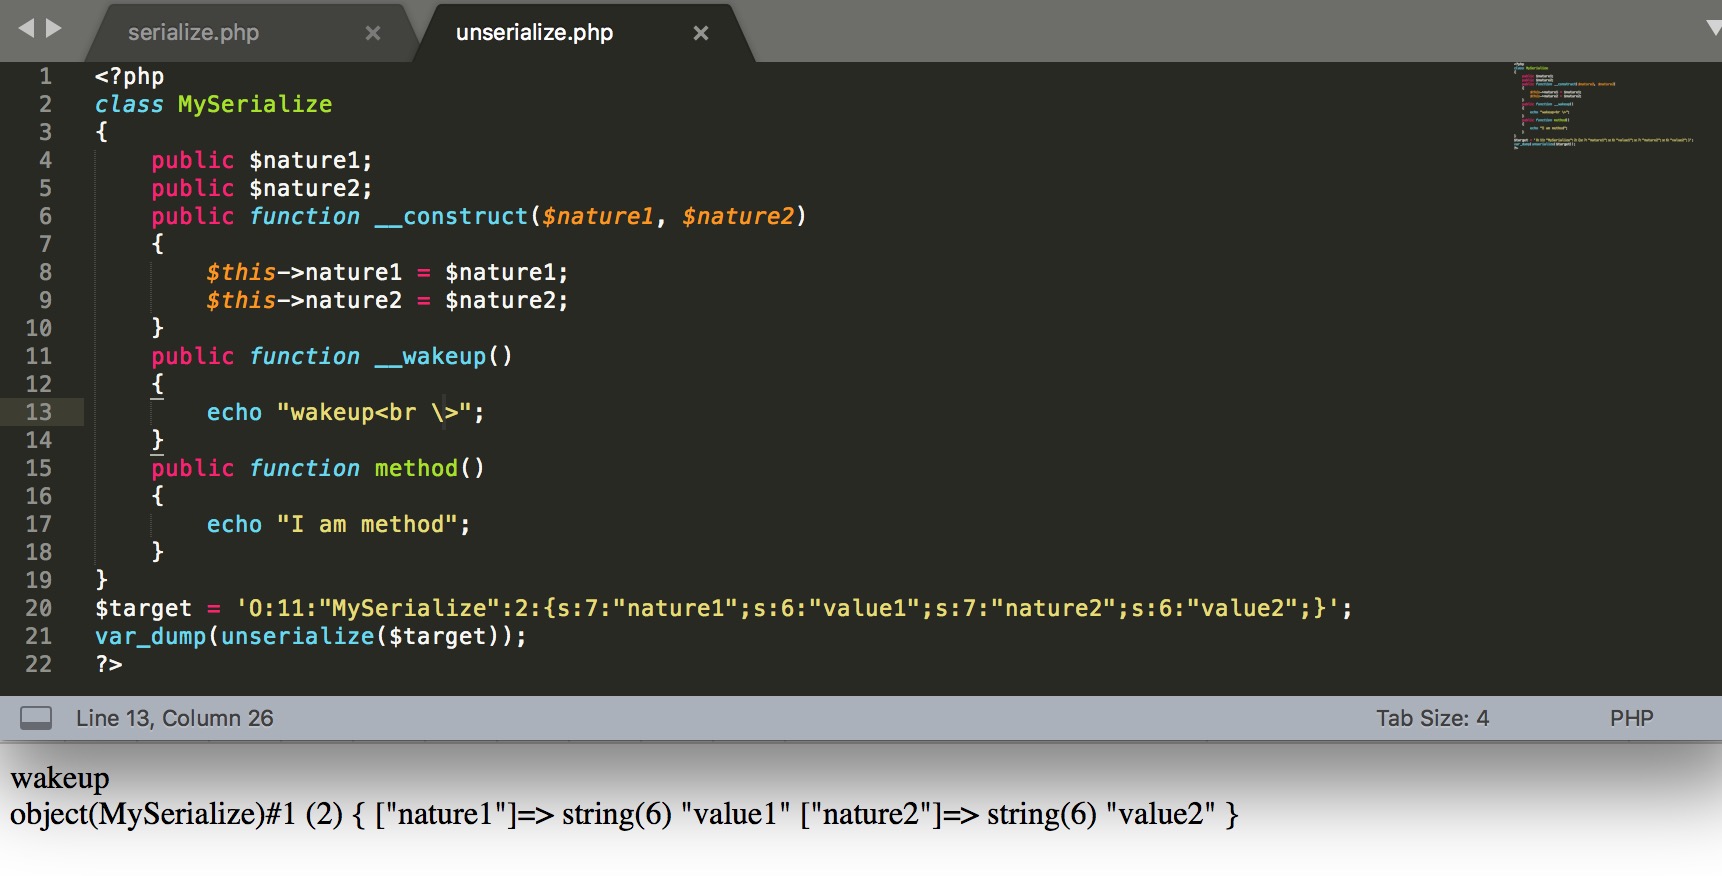 serialize.php × unserialize.php ×
1 <?php
2 class MySerialize
3 {
4     public $nature1;
5     public $nature2;
6     public function __construct($nature1, $nature2)
7     {
8         $this->nature1 = $nature1;
9         $this->nature2 = $nature2;
10     }
11     public function __wakeup()
12     {
13         echo "wakeup<br \>";
14     }
15     public function method()
16     {
17         echo "I am method";
18     }
19 }
20 $target = 'O:11:"MySerialize":2:{s:7:"nature1";s:6:"value1";s:7:"nature2";s:6:"value2";}';
21 var_dump(unserialize($target));
22 ?>
Line 13, Column 26 Tab Size: 4 PHP
wakeup
object(MySerialize)#1 (2) { ["nature1"]=> string(6) "value1" ["nature2"]=> string(6) "value2" }